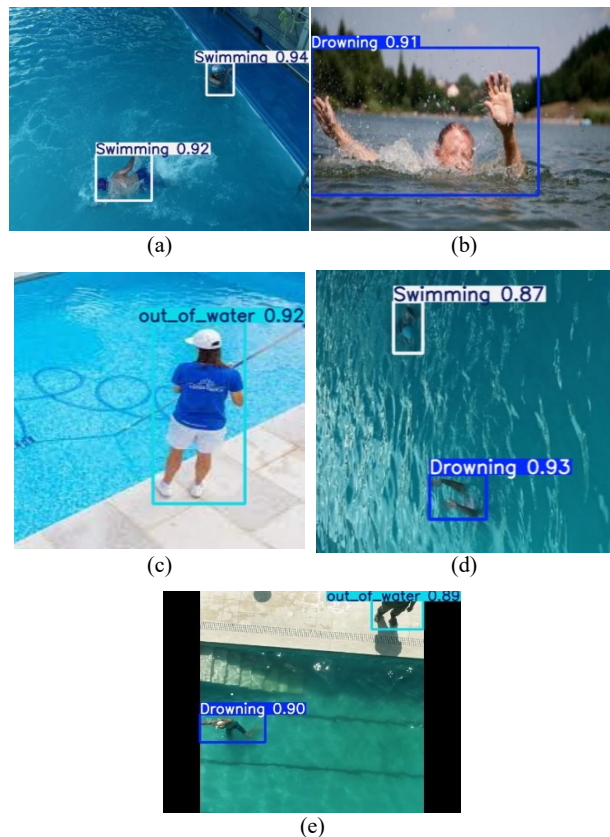 Swimming 0.94
Swimming 0.92
Drowning 0.91
(a)
(b)
out_of_water 0.92
Swimming 0.87
Drowning 0.93
(c)
(d)
out_of_water 0.89
Drowning 0.90
(e)